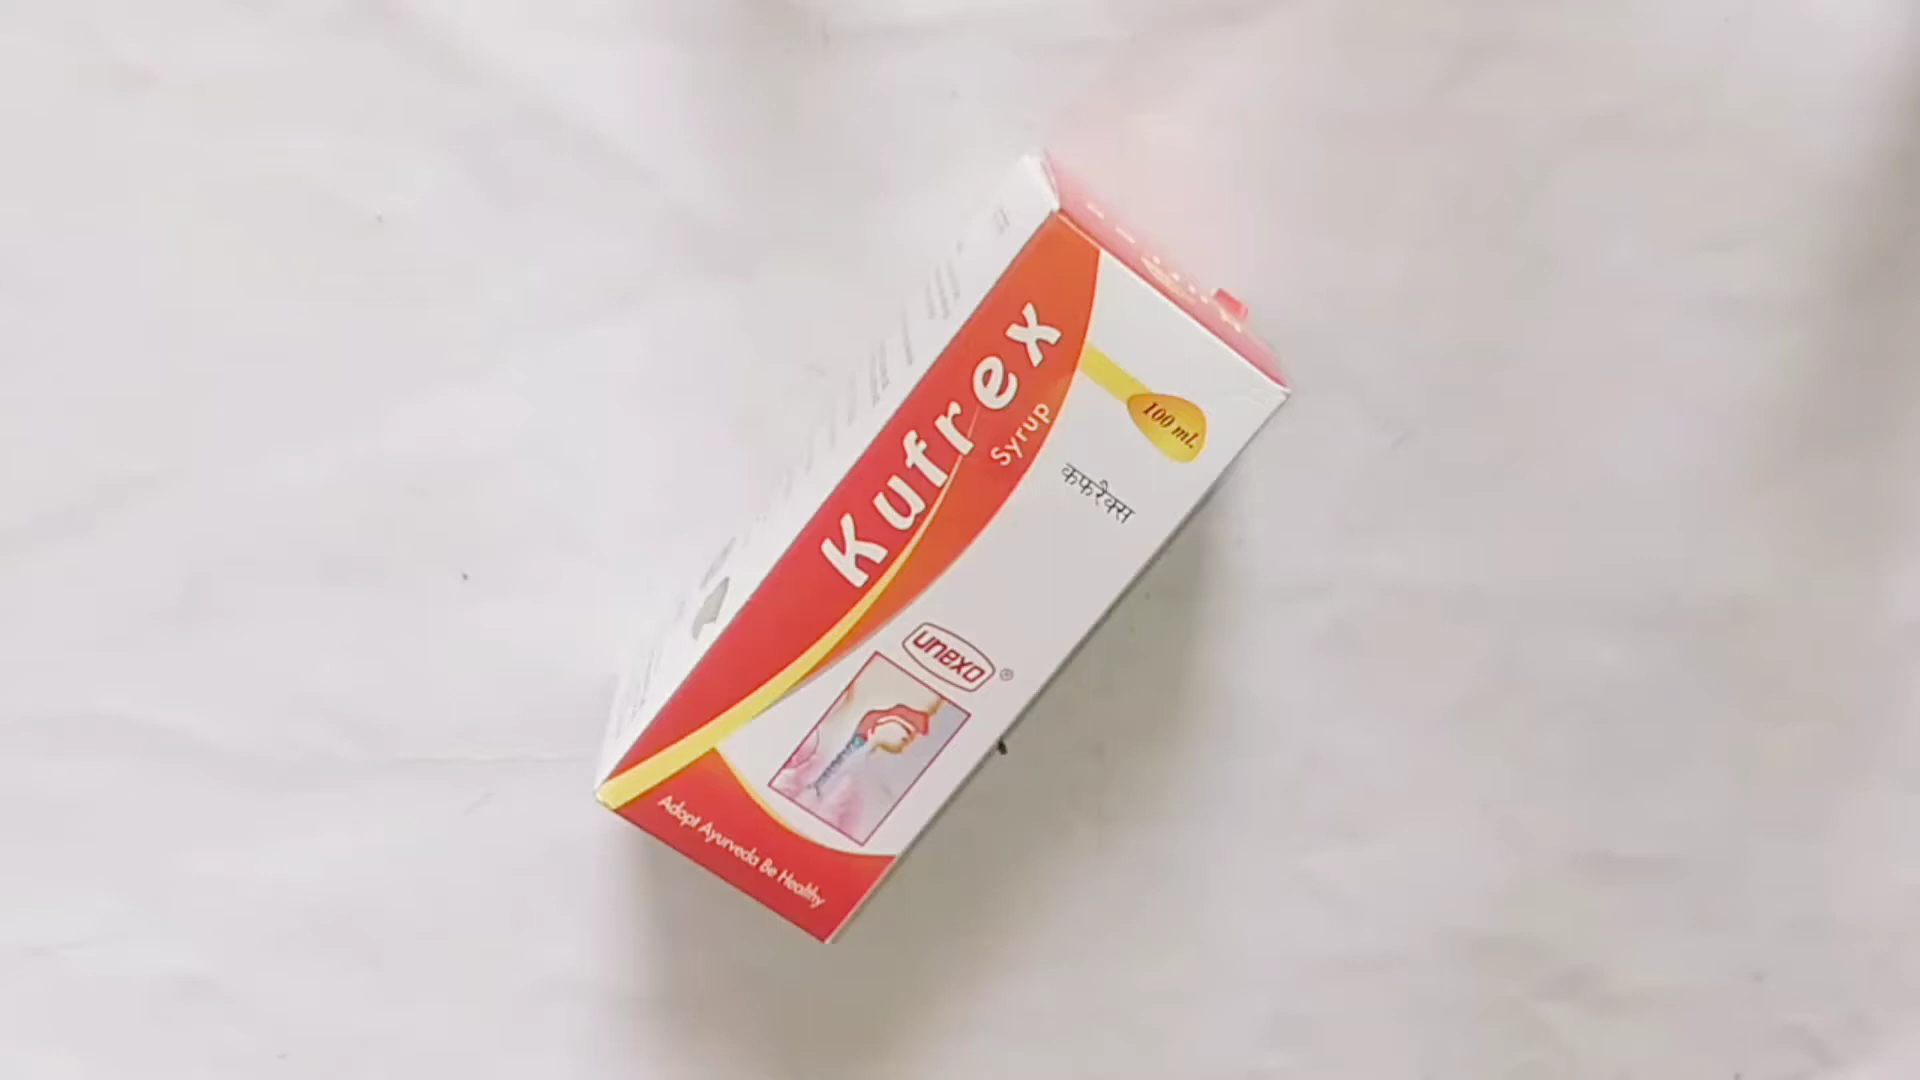 Kufrex
Syrup
100 ml.
कफरैक्स
unexo ®
Adopt Ayurveda Be Healthy